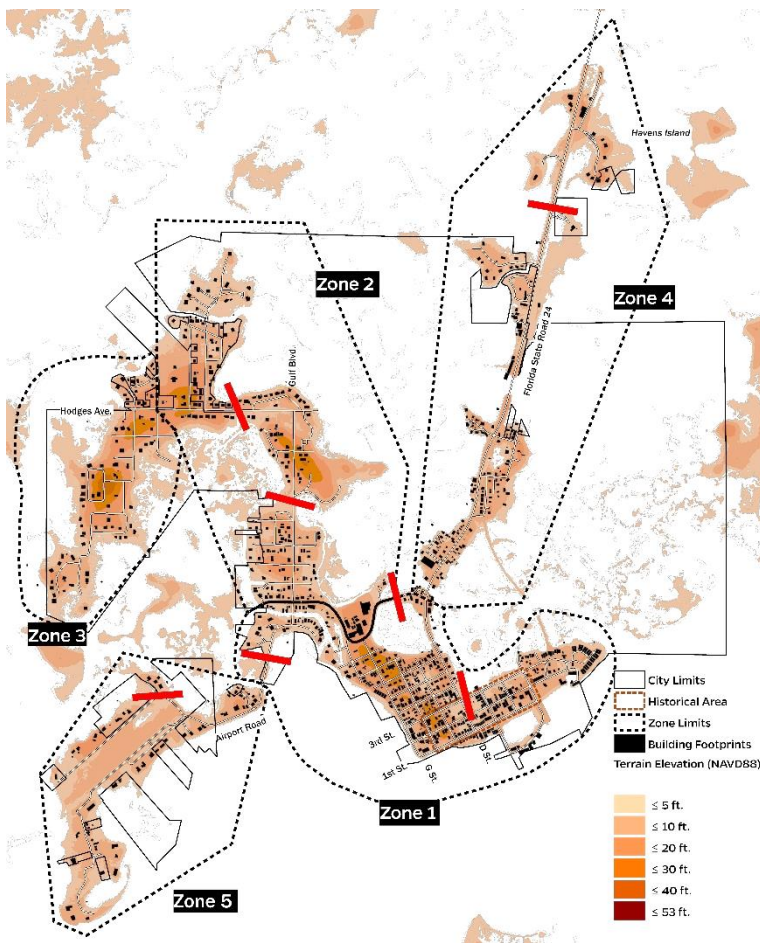 Havens Island
Zone 2
Zone 4
Gulf Blvd.
Florida State Road 24
Hodges Ave.
Zone 3
Airport Road
3rd St.
1st St.
G St.
D St.
Zone 1
Zone 5
City Limits
Historical Area
Zone Limits
Building Footprints
Terrain Elevation (NAVD88)
≤ 5 ft.
≤ 10 ft.
≤ 20 ft.
≤ 30 ft.
≤ 40 ft.
≤ 53 ft.